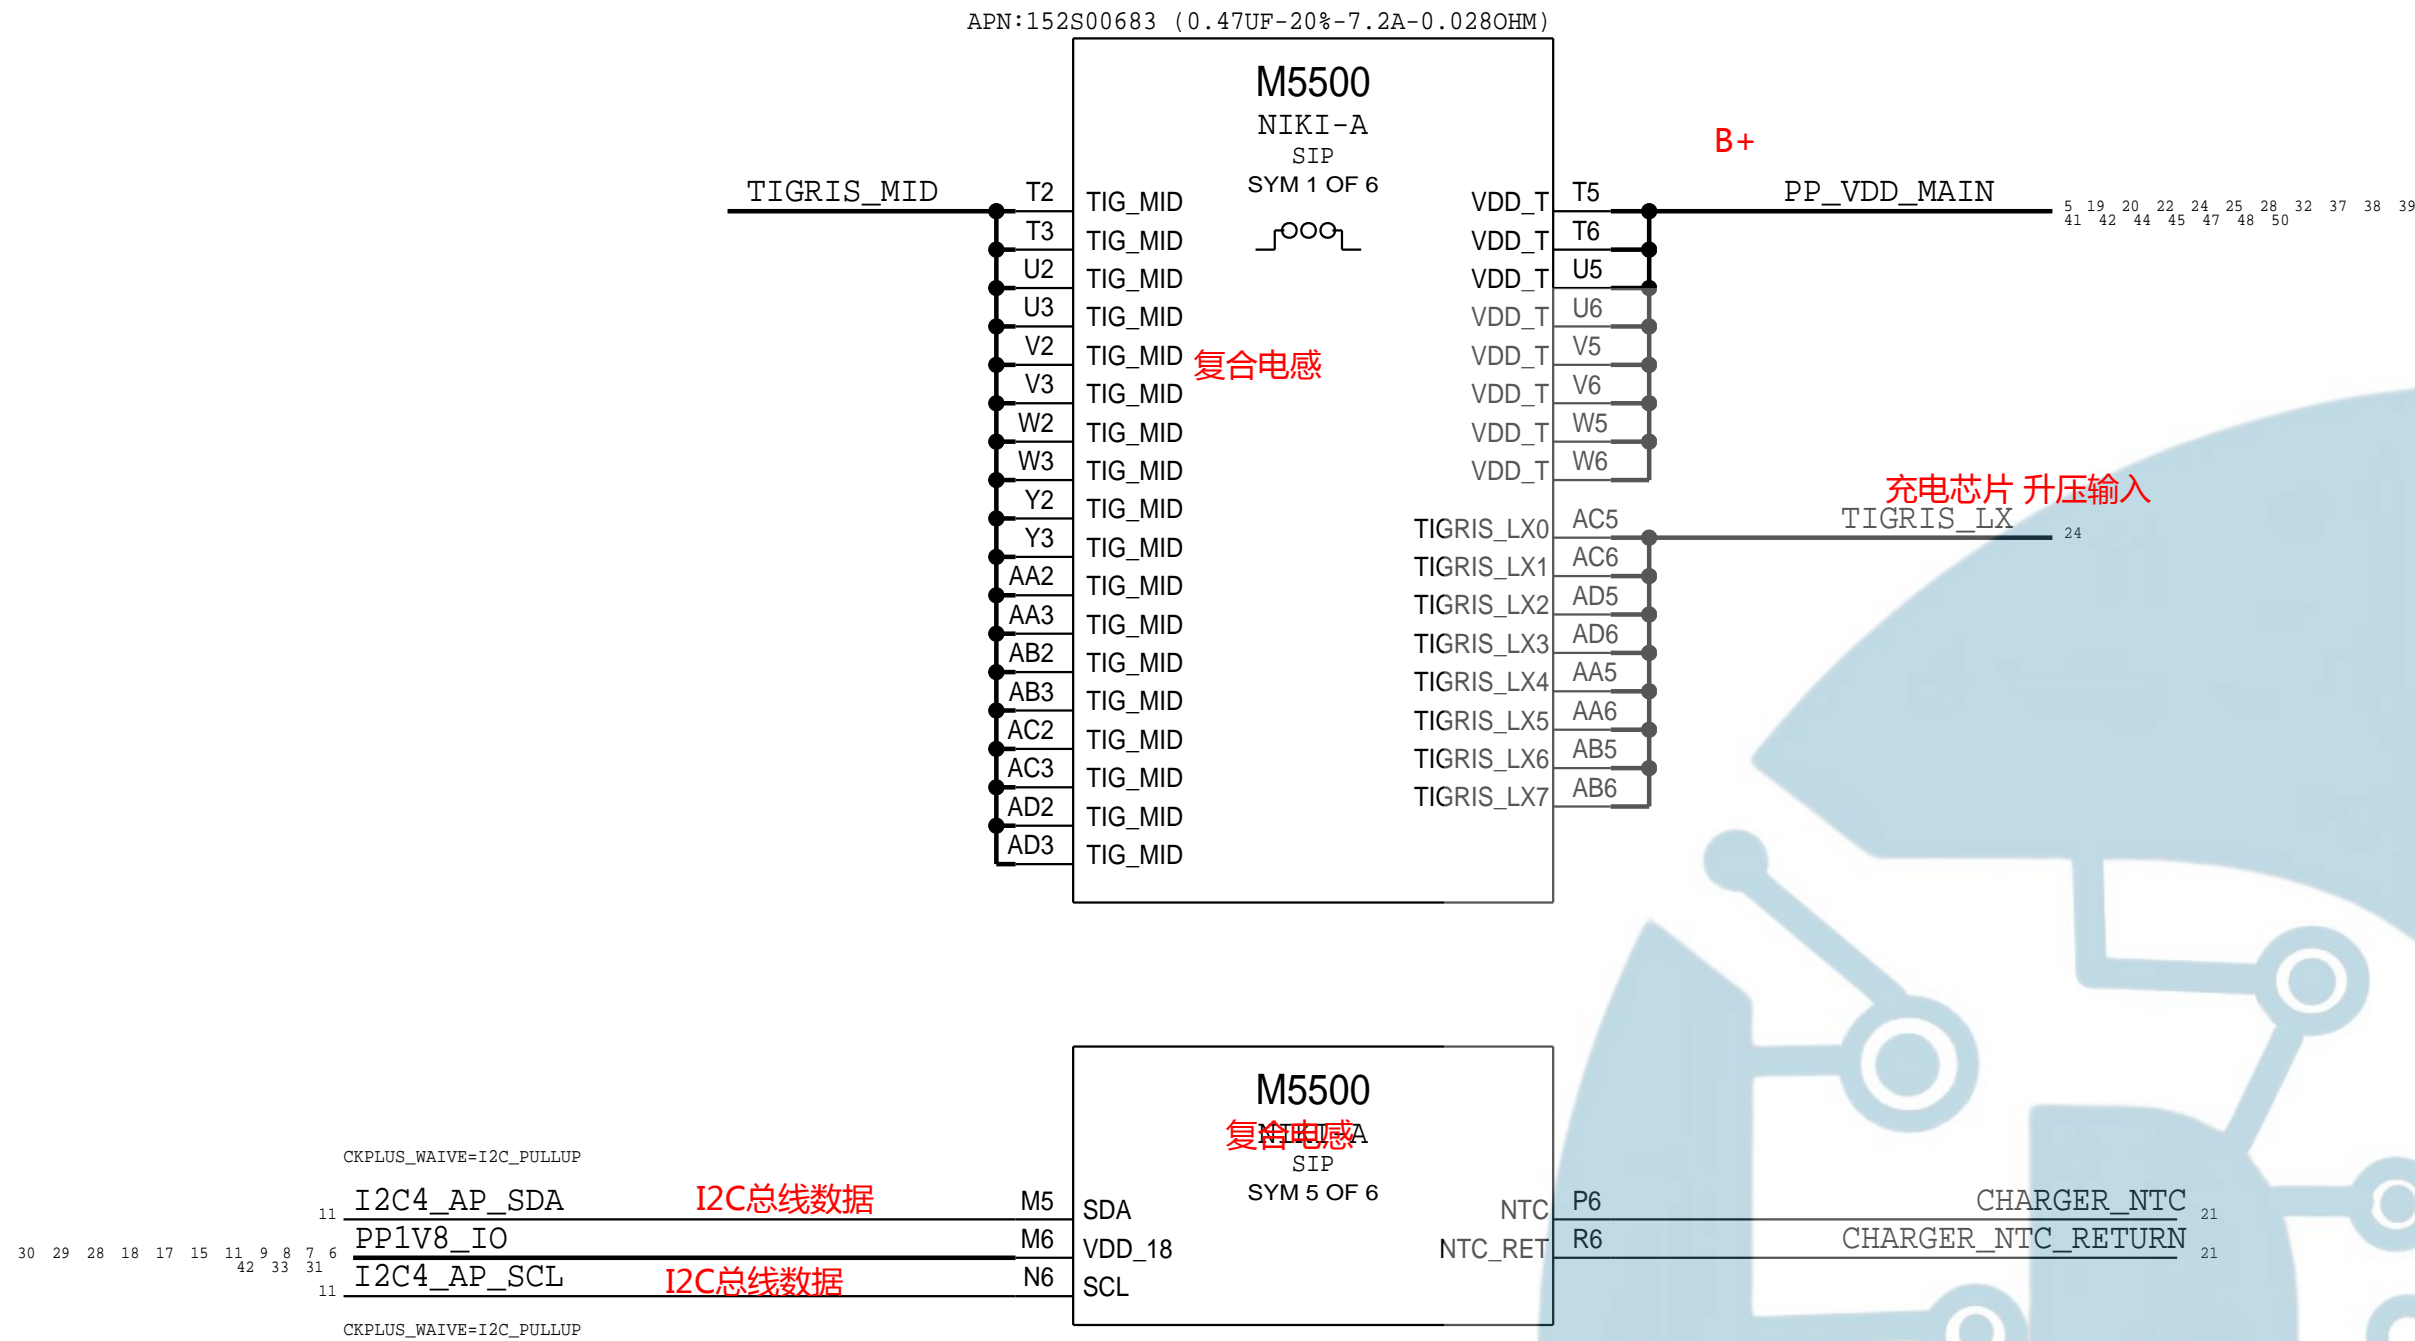 APN:152S00683 (0.47UF-20%-7.2A-0.028OHM)
M5500
NIKI-A
SIP
SYM 1 OF 6
B+
TIGRIS_MID
PP_VDD_MAIN
5 19 20 22 24 25 28 32 37 38 39
41 42 44 45 47 48 50
T2 TIG_MID VDD_T T5
T3 TIG_MID VDD_T T6
U2 TIG_MID VDD_T U5
U3 TIG_MID VDD_T U6
V2 TIG_MID 复合电感 VDD_T V5
V3 TIG_MID VDD_T V6
W2 TIG_MID VDD_T W5
W3 TIG_MID VDD_T W6
充电芯片 升压输入
Y2 TIG_MID TIGRIS_LX0 AC5 TIGRIS_LX 24
Y3 TIG_MID TIGRIS_LX1 AC6
AA2 TIG_MID TIGRIS_LX2 AD5
AA3 TIG_MID TIGRIS_LX3 AD6
AB2 TIG_MID TIGRIS_LX4 AA5
AB3 TIG_MID TIGRIS_LX5 AA6
AC2 TIG_MID TIGRIS_LX6 AB5
AC3 TIG_MID TIGRIS_LX7 AB6
AD2 TIG_MID
AD3 TIG_MID
M5500
NIKI-A
复合电感
SIP
SYM 5 OF 6
CKPLUS_WAIVE=I2C_PULLUP
11 I2C4_AP_SDA I2C总线数据 M5 SDA NTC P6 CHARGER_NTC 21
30 29 28 18 17 15 11 9 8 7 6 PP1V8_IO M6 VDD_18 NTC_RET R6 CHARGER_NTC_RETURN 21
42 33 31
11 I2C4_AP_SCL I2C总线数据 N6 SCL
CKPLUS_WAIVE=I2C_PULLUP